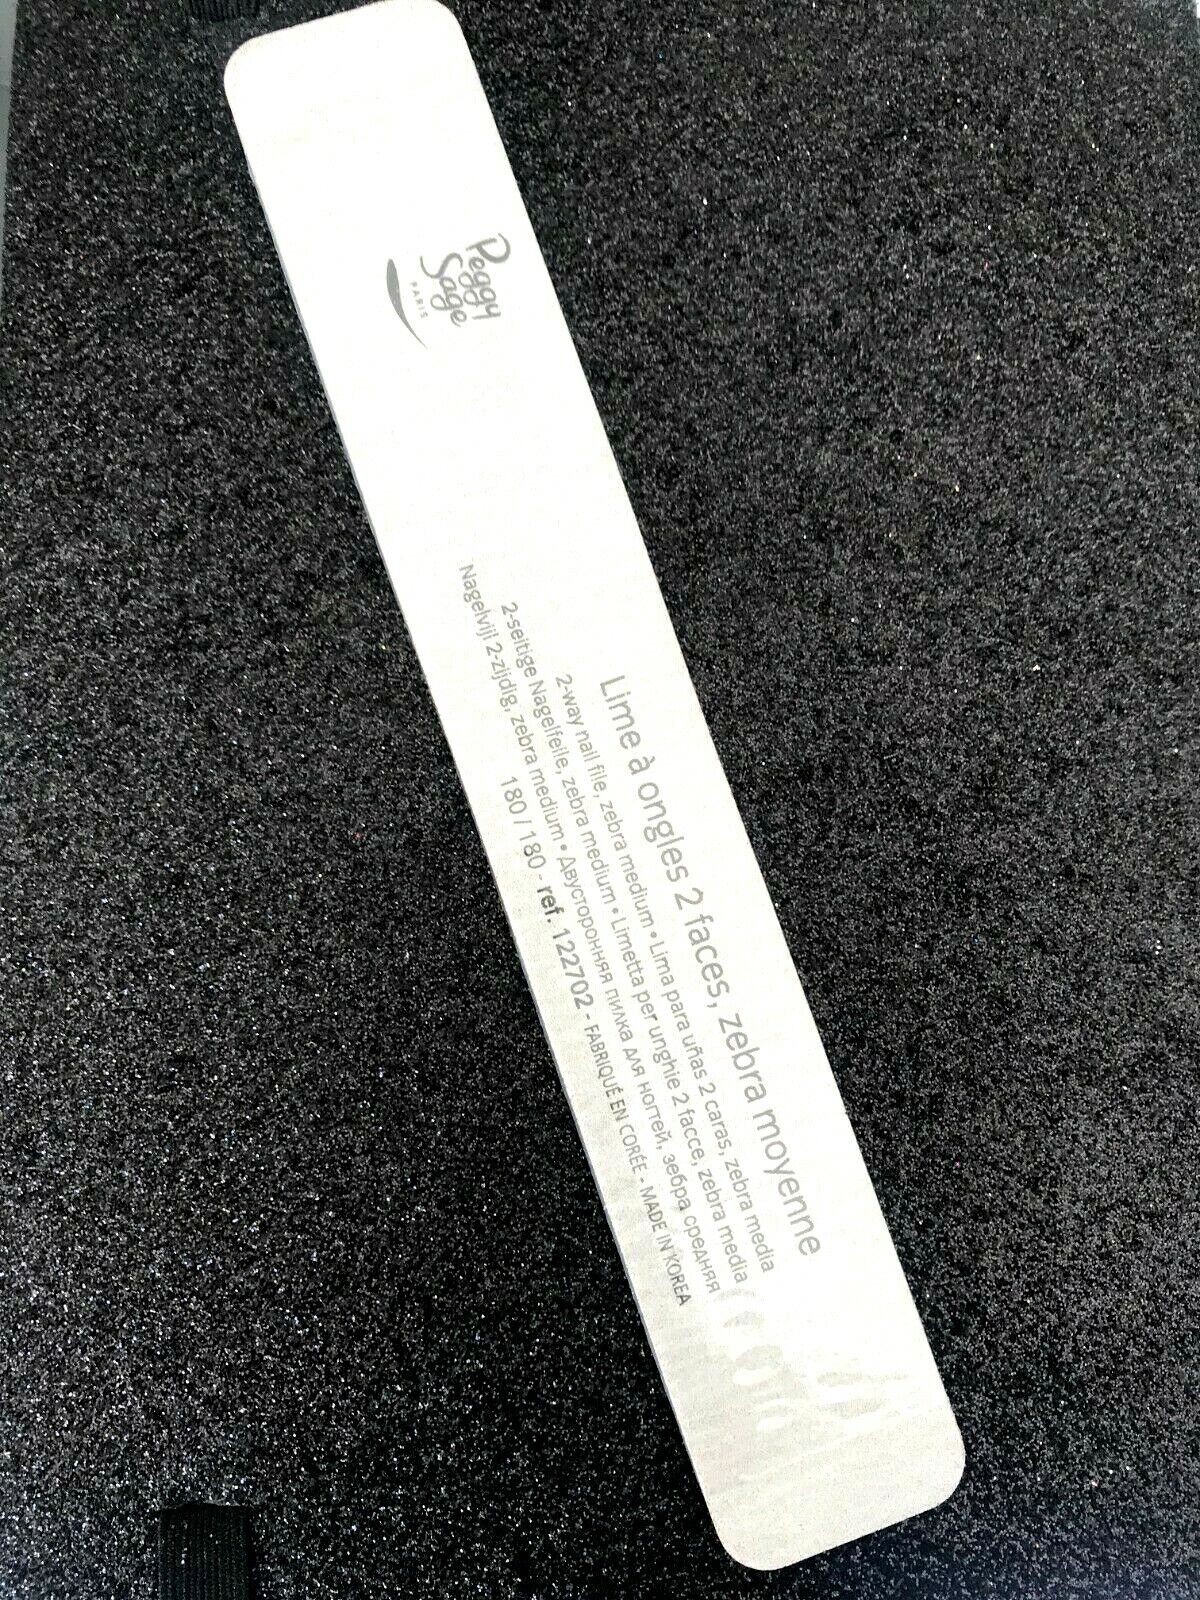 Peggy
Sage
PARIS
Lime à ongles 2 faces, zebra moyenne
2-way nail file, zebra medium • Lima para uñas 2 caras, zebra media
2-seitige Nagelfeile, zebra medium • Limetta per unghie 2 facce, zebra media
Nagelvijl 2-zijdig, zebra medium • Двусторонняя пилка для ногтей, зебра средняя
180 / 180 - ref. 122702 - FABRIQUÉ EN CORÉE - MADE IN KOREA